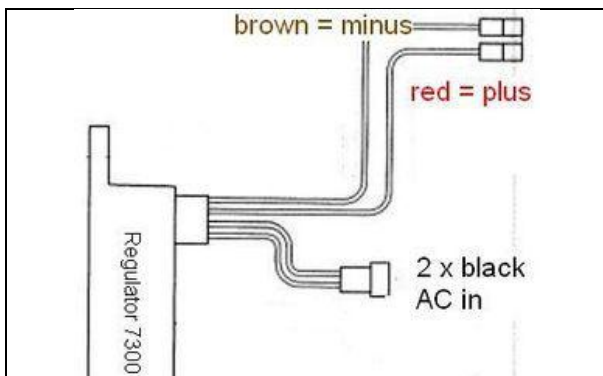 brown = minus
red = plus
2 x black
AC in
Regulator 7300